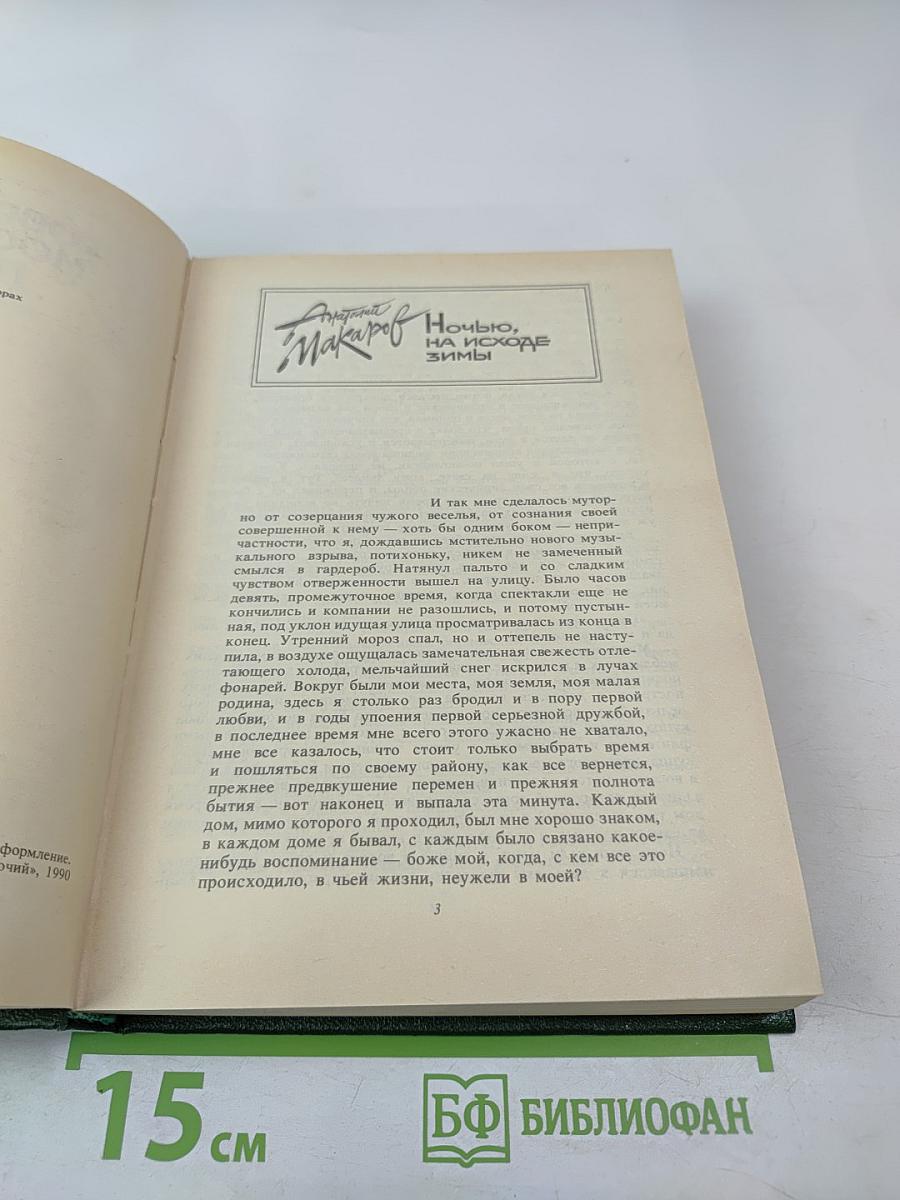 орах
формление.
очий», 1990
Анатолий
Макаров
Ночью,
на исходе
зимы
И так мне сделалось мутор-
но от созерцания чужого веселья, от сознания своей
совершенной к нему — хоть бы одним боком — непри-
частности, что я, дождавшись мстительно нового музы-
кального взрыва, потихоньку, никем не замеченный
смылся в гардероб. Натянул пальто и со сладким
чувством отверженности вышел на улицу. Было часов
девять, промежуточное время, когда спектакли еще не
кончились и компании не разошлись, и потому пустын-
ная, под уклон идущая улица просматривалась из конца в
конец. Утренний мороз спал, но и оттепель не насту-
пила, в воздухе ощущалась замечательная свежесть отле-
тающего холода, мельчайший снег искрился в лучах
фонарей. Вокруг были мои места, моя земля, моя малая
родина, здесь я столько раз бродил и в пору первой
любви, и в годы упоения первой серьезной дружбой,
в последнее время мне всего этого ужасно не хватало,
мне все казалось, что стоит только выбрать время
и пошляться по своему району, как все вернется,
прежнее предвкушение перемен и прежняя полнота
бытия — вот наконец и выпала эта минута. Каждый
дом, мимо которого я проходил, был мне хорошо знаком,
в каждом доме я бывал, с каждым было связано какое-
нибудь воспоминание — боже мой, когда, с кем все это
происходило, в чьей жизни, неужели в моей?
3
15 см
БФ БИБЛИОФАН